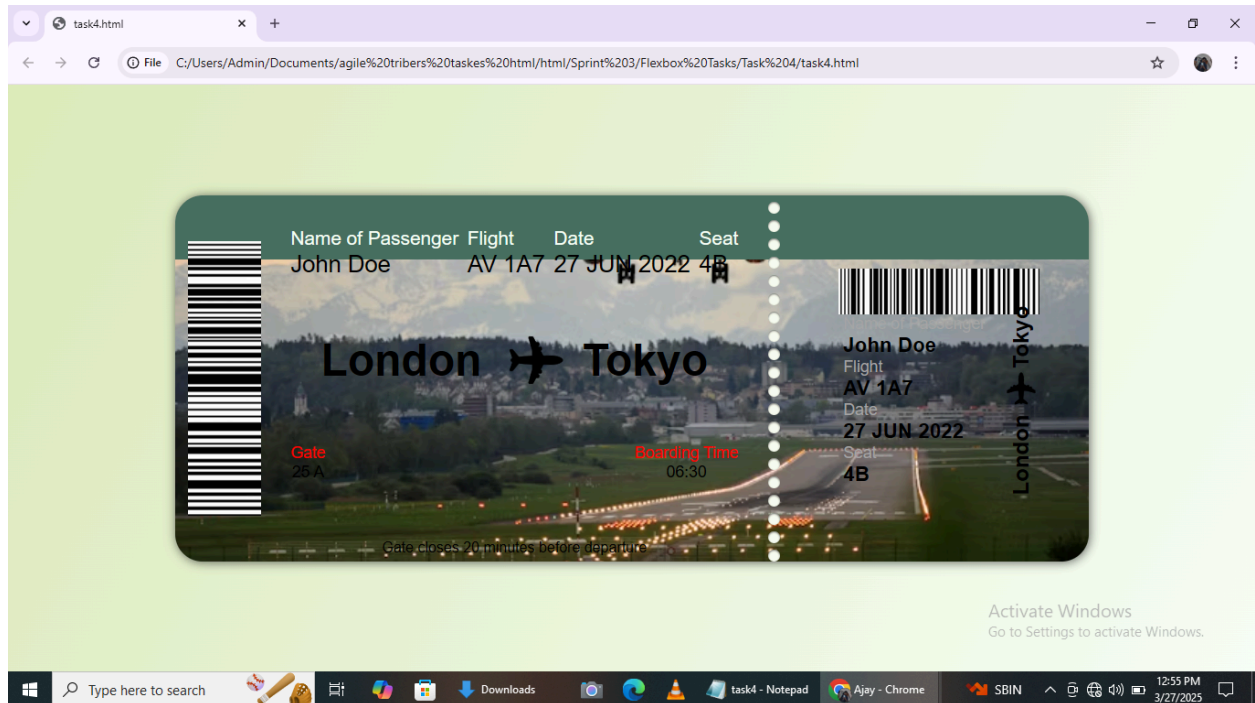 task4.html
File C:/Users/Admin/Documents/agile%20tribers%20taskes%20html/html/Sprint%203/Flexbox%20Tasks/Task%204/task4.html
Name of Passenger Flight Date Seat
John Doe AV 1A7 27 JUN 2022 4B
London Tokyo
Gate Boarding Time
25 A 06:30
Gate closes 20 minutes before departure
Name of Passenger
John Doe
Flight
AV 1A7
Date
27 JUN 2022
Seat
4B
London Tokyo
Activate Windows
Go to Settings to activate Windows.
Type here to search Downloads task4 - Notepad Ajay - Chrome SBIN 12:55 PM
3/27/2025